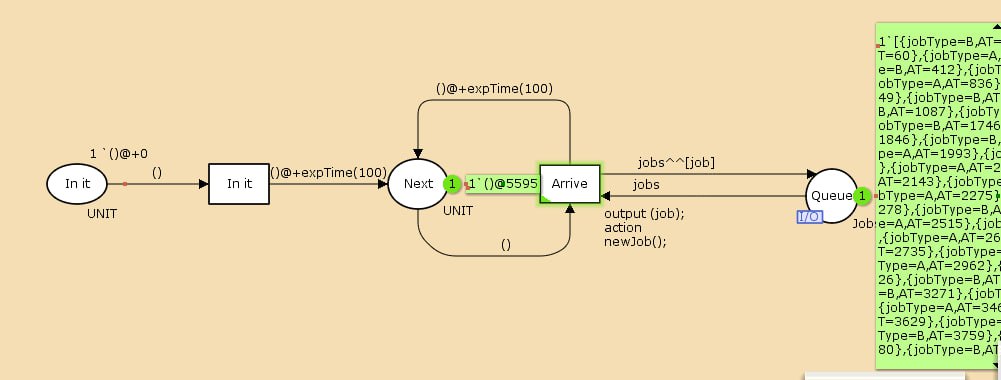 1 `()@+0
()
In it
UNIT
In it
()@+expTime(100)
()@+expTime(100)
Next
1
UNIT
1`()@5595
()
Arrive
jobs^^[job]
jobs
output (job);
action
newJob();
Queue
I/O
1
Jobs
1`[{jobType=B,AT=
T=60},{jobType=A,
e=B,AT=412},{jobT
obType=A,AT=836}
49},{jobType=B,AT
B,AT=1087},{jobTy
obType=B,AT=1746
1846},{jobType=B,
pe=A,AT=1993},{jo
},{jobType=A,AT=2
AT=2143},{jobType
bType=A,AT=2275}
278},{jobType=B,A
e=A,AT=2515},{job
,{jobType=A,AT=26
T=2735},{jobType=
Type=A,AT=2962},{
26},{jobType=B,AT
=B,AT=3271},{jobT
{jobType=A,AT=346
T=3629},{jobType=
Type=B,AT=3759},{
80},{jobType=B,AT